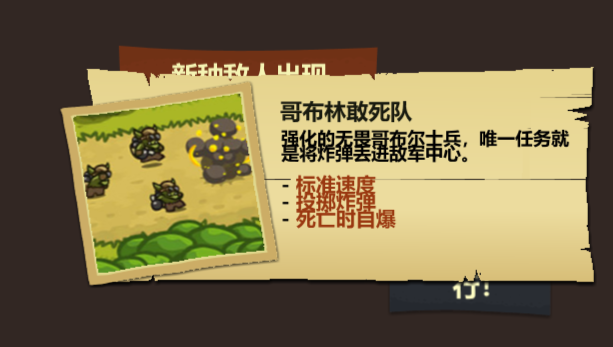 新种敌人出现
哥布林敢死队
强化的无畏哥布尔士兵，唯一任务就
是将炸弹丢进敌军中心。
- 标准速度
- 投掷炸弹
- 死亡时自爆
行！